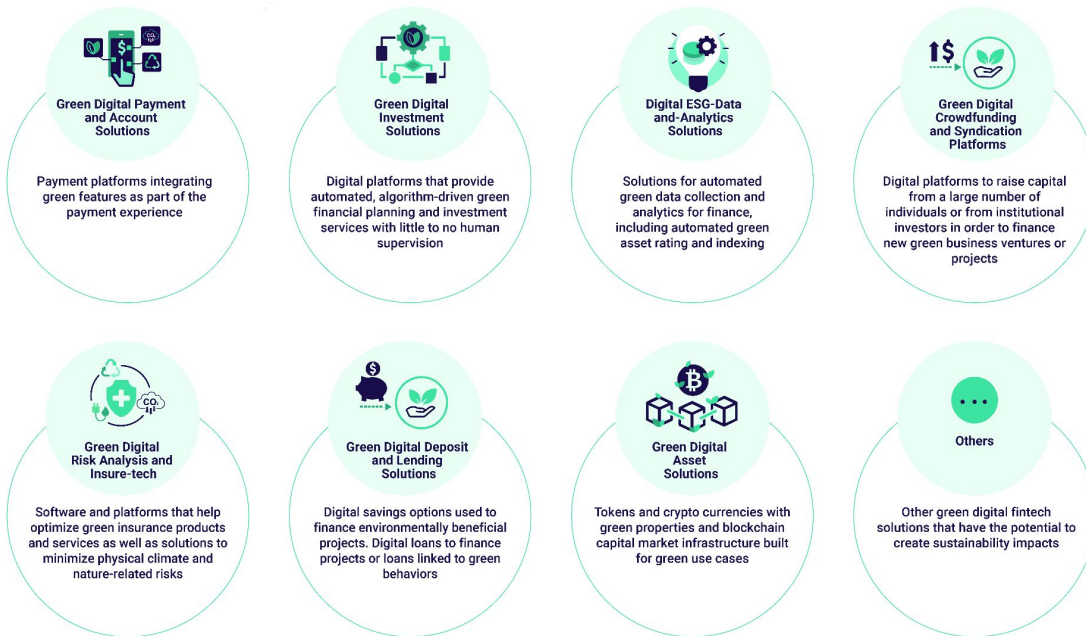 $
CO₂
Green Digital Payment
and Account
Solutions
Payment platforms integrating
green features as part of the
payment experience
Green Digital
Investment
Solutions
Digital platforms that provide
automated, algorithm-driven green
financial planning and investment
services with little to no human
supervision
Digital ESG-Data
and-Analytics
Solutions
Solutions for automated
green data collection and
analytics for finance,
including automated green
asset rating and indexing
$
Green Digital
Crowdfunding
and Syndication
Platforms
Digital platforms to raise capital
from a large number of
individuals or from institutional
investors in order to finance
new green business ventures or
projects
CO₂
Green Digital
Risk Analysis and
Insure-tech
Software and platforms that help
optimize green insurance products
and services as well as solutions to
minimize physical climate and
nature-related risks
$
Green Digital Deposit
and Lending
Solutions
Digital savings options used to
finance environmentally beneficial
projects. Digital loans to finance
projects or loans linked to green
behaviors
₿
Green Digital
Asset
Solutions
Tokens and crypto currencies with
green properties and blockchain
capital market infrastructure built
for green use cases
...
Others
Other green digital fintech
solutions that have the potential to
create sustainability impacts